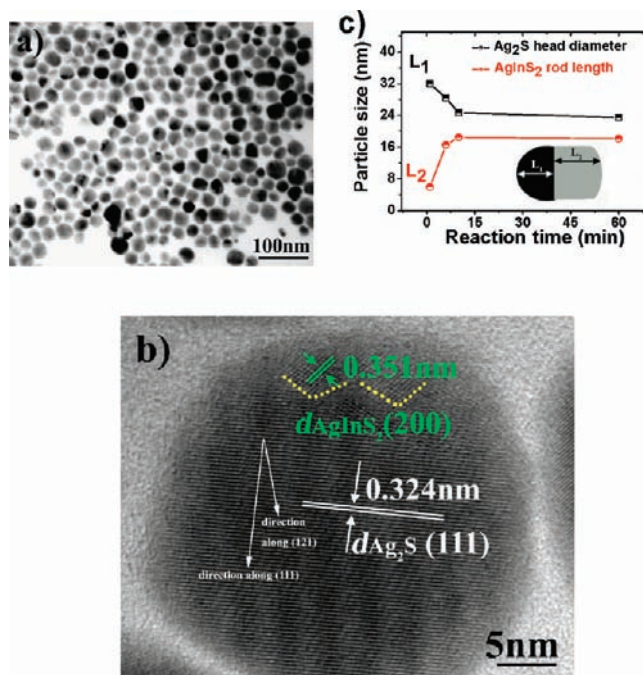 a)
100nm
c)
Ag₂S head diameter
AgInS₂ rod length
Particle size (nm)
44
32
24
16
8
0
L₁
L₂
L₁
L₂
0 15 30 45 60
Reaction time (min)
b)
0.351nm
dAgInS₂(200)
0.324nm
dAg₂S (111)
direction
along (121)
direction along (111)
5nm